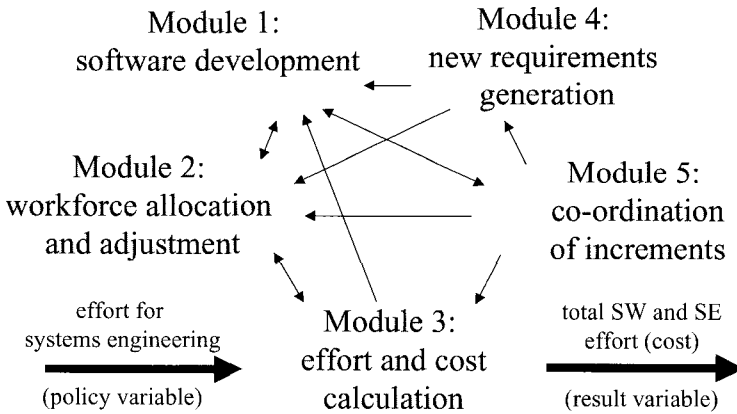 Module 1:
software development
Module 4:
new requirements
generation
Module 2:
workforce allocation
and adjustment
Module 5:
co-ordination
of increments
effort for
systems engineering
(policy variable)
Module 3:
effort and cost
calculation
total SW and SE
effort (cost)
(result variable)